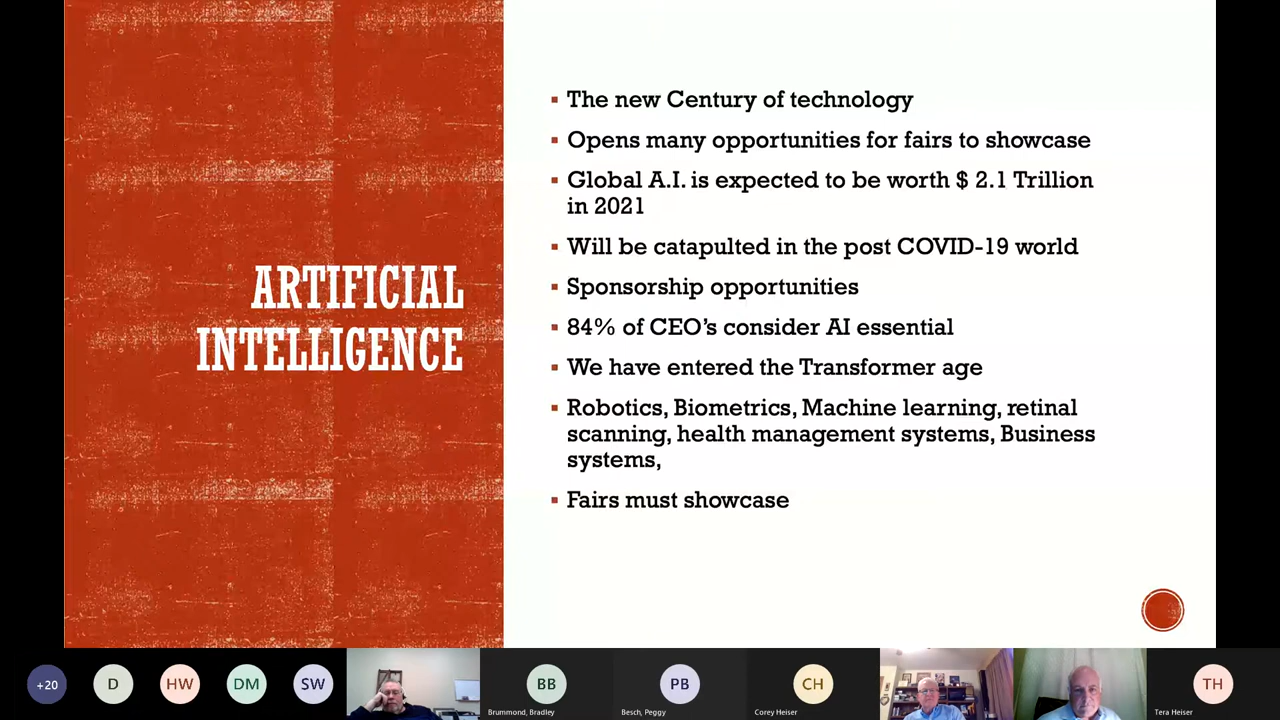 ARTIFICIAL
INTELLIGENCE
▪ The new Century of technology
▪ Opens many opportunities for fairs to showcase
▪ Global A.I. is expected to be worth $ 2.1 Trillion
in 2021
▪ Will be catapulted in the post COVID-19 world
▪ Sponsorship opportunities
▪ 84% of CEO’s consider AI essential
▪ We have entered the Transformer age
▪ Robotics, Biometrics, Machine learning, retinal
scanning, health management systems, Business
systems,
▪ Fairs must showcase
+20 D HW DM SW BB PB CH TH
Brummond, Bradley Besch, Peggy Corey Heiser Tera Heiser